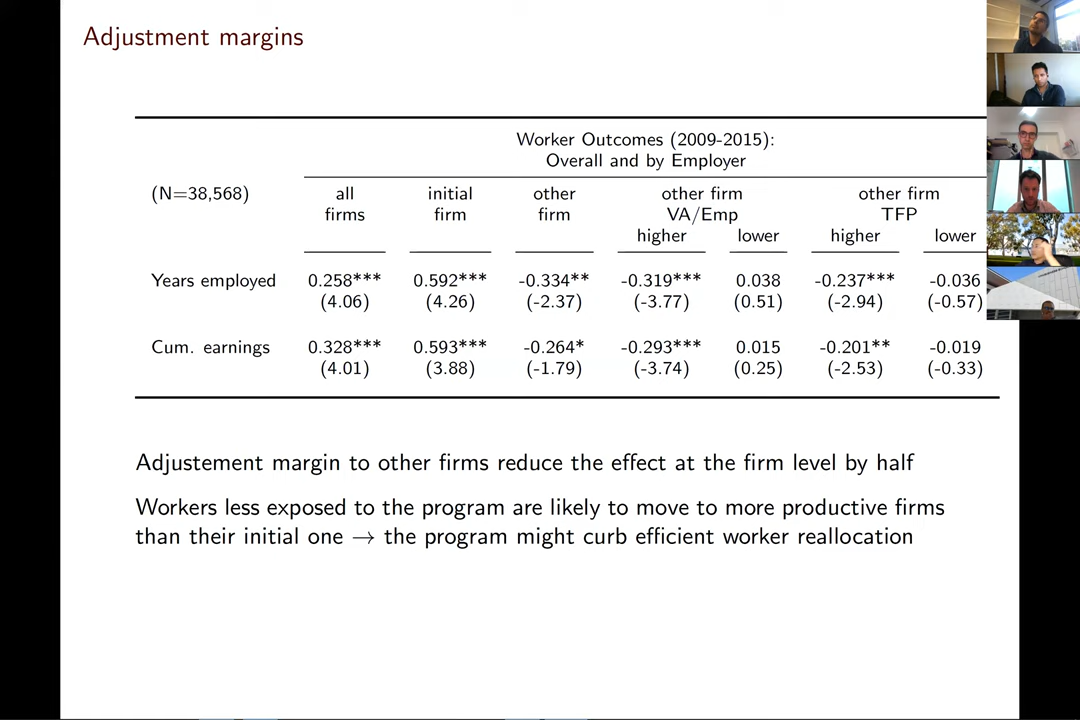 Adjustment margins
Worker Outcomes (2009-2015):
Overall and by Employer
(N=38,568) all initial other other firm other firm
firms firm firm VA/Emp TFP
higher lower higher lower
Years employed 0.258*** 0.592*** -0.334** -0.319*** 0.038 -0.237*** -0.036
(4.06) (4.26) (-2.37) (-3.77) (0.51) (-2.94) (-0.57)
Cum. earnings 0.328*** 0.593*** -0.264* -0.293*** 0.015 -0.201** -0.019
(4.01) (3.88) (-1.79) (-3.74) (0.25) (-2.53) (-0.33)
Adjustement margin to other firms reduce the effect at the firm level by half
Workers less exposed to the program are likely to move to more productive firms
than their initial one → the program might curb efficient worker reallocation